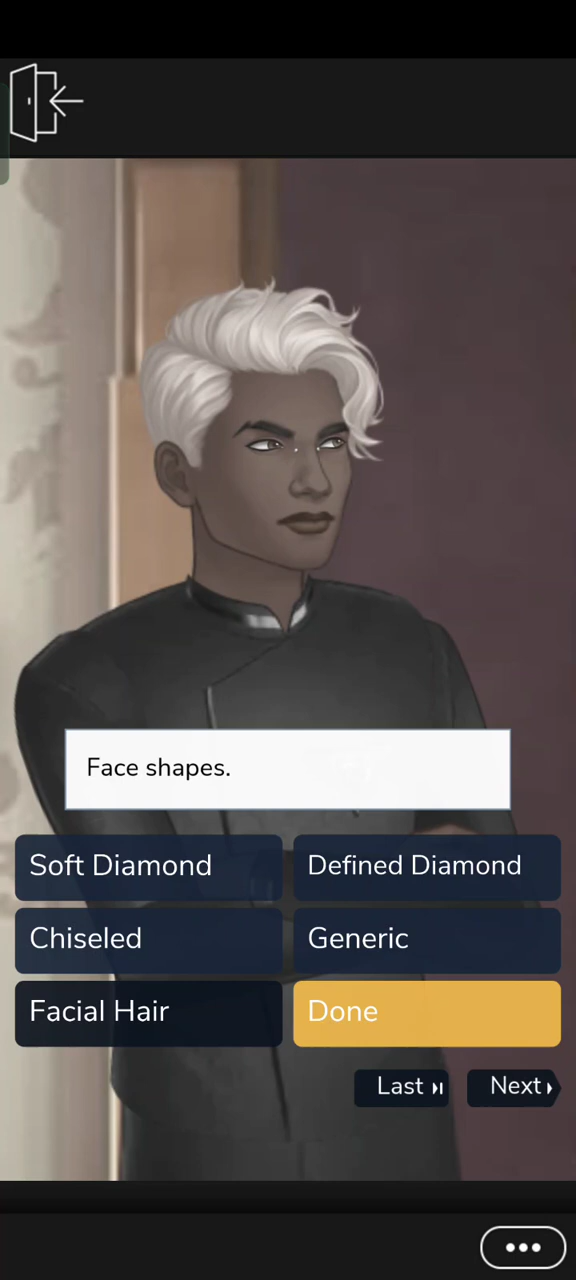 Face shapes.
Soft Diamond
Defined Diamond
Chiseled
Generic
Facial Hair
Done
Last
Next